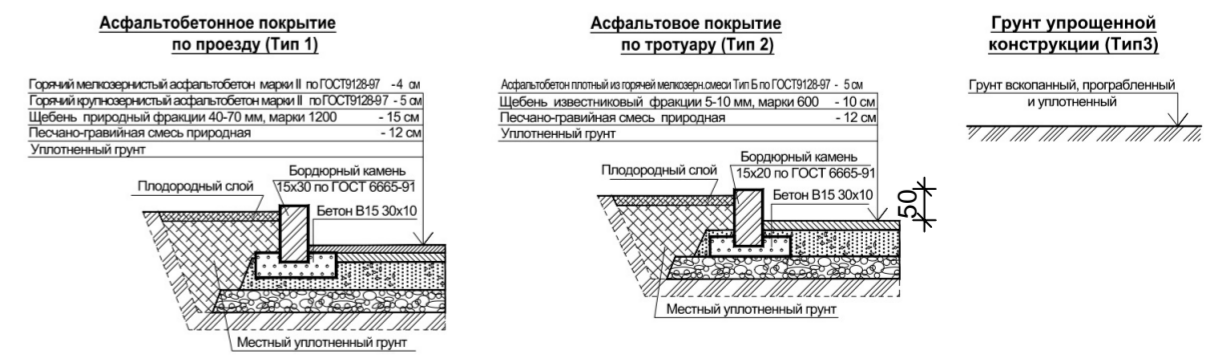 Асфальтобетонное покрытие
по проезду (Тип 1)
Горячий мелкозернистый асфальтобетон марки II по ГОСТ9128-97 -4 см
Горячий крупнозернистый асфальтобетон марки II по ГОСТ9128-97 - 5 см
Щебень природный фракции 40-70 мм, марки 1200 - 15 см
Песчано-гравийная смесь природная - 12 см
Уплотненный грунт
Плодородный слой
Бордюрный камень
15х30 по ГОСТ 6665-91
Бетон В15 30х10
Местный уплотненный грунт
Асфальтовое покрытие
по тротуару (Тип 2)
Асфальтобетон плотный из горячей мелкозерн.смеси Тип Б по ГОСТ9128-97 - 5 см
Щебень известниковый фракции 5-10 мм, марки 600 - 10 см
Песчано-гравийная смесь природная - 12 см
Уплотненный грунт
Плодородный слой
Бордюрный камень
15х20 по ГОСТ 6665-91
Бетон В15 30х10
50
Местный уплотненный грунт
Грунт упрощенной
конструкции (Тип3)
Грунт вскопанный, програбленный
и уплотненный